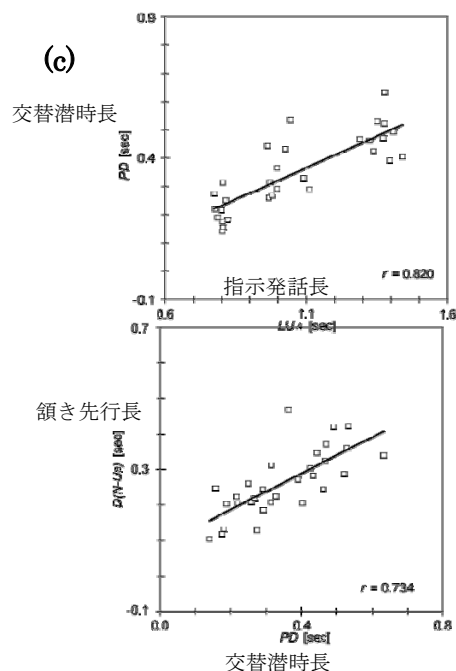 (c)
0.9
交替潜時長
PD [sec]
0.4
-0.1
r = 0.820
指示発話長
0.6 1.1 1.6
LUA [sec]
0.7
頷き先行長
D(N-UB) [sec]
0.3
-0.1
r = 0.734
0.0 0.4 0.8
PD [sec]
交替潜時長